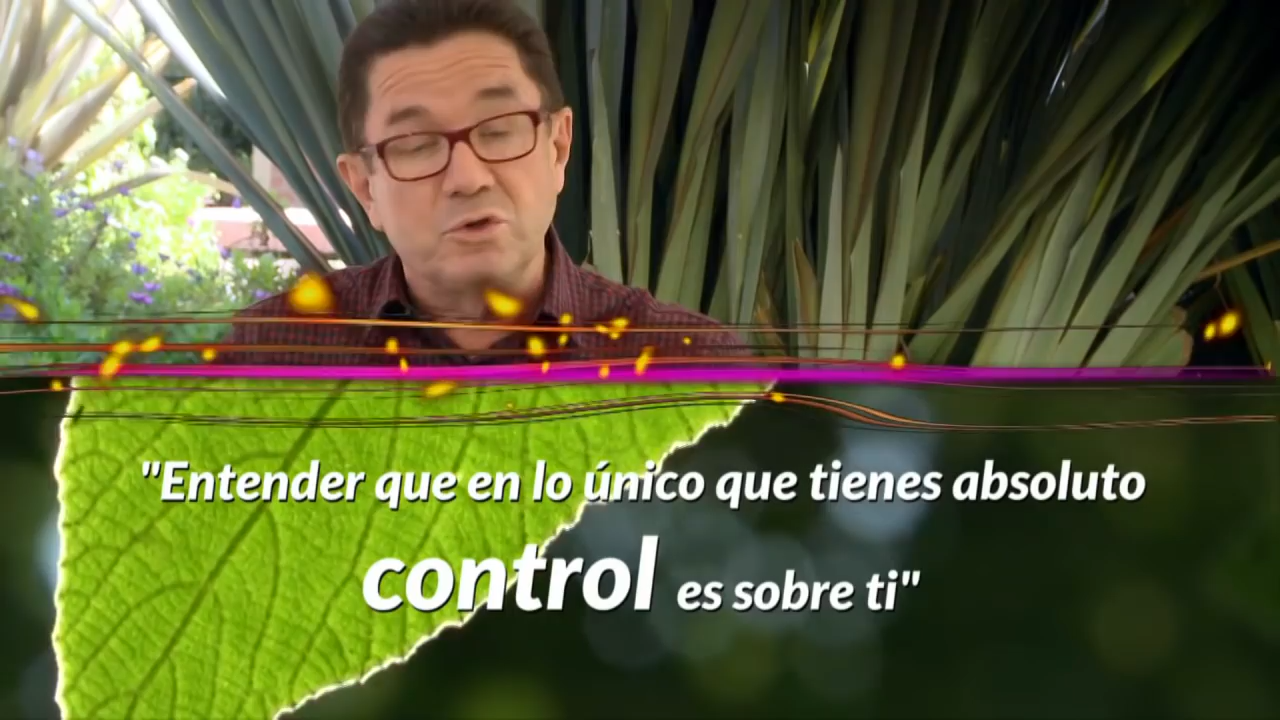 "Entender que en lo único que tienes absoluto
control es sobre ti"